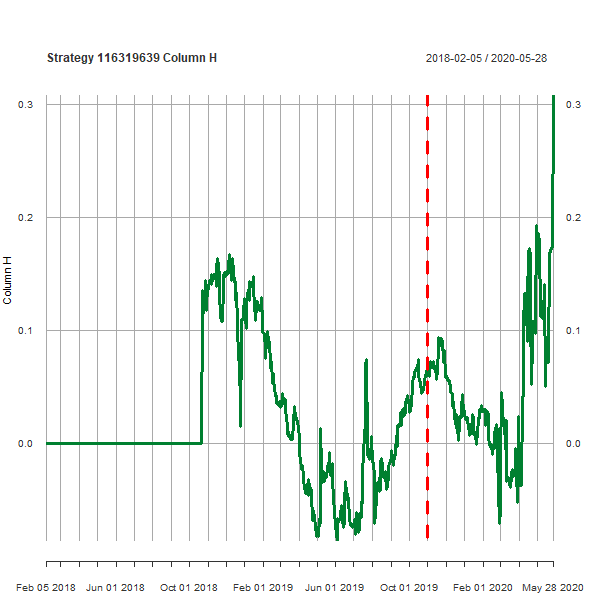 Strategy 116319639 Column H
2018-02-05 / 2020-05-28
0.3 0.3
0.2 0.2
Column H
0.1 0.1
0.0 0.0
Feb 05 2018 Jun 01 2018 Oct 01 2018 Feb 01 2019 Jun 01 2019 Oct 01 2019 Feb 01 2020 May 28 2020